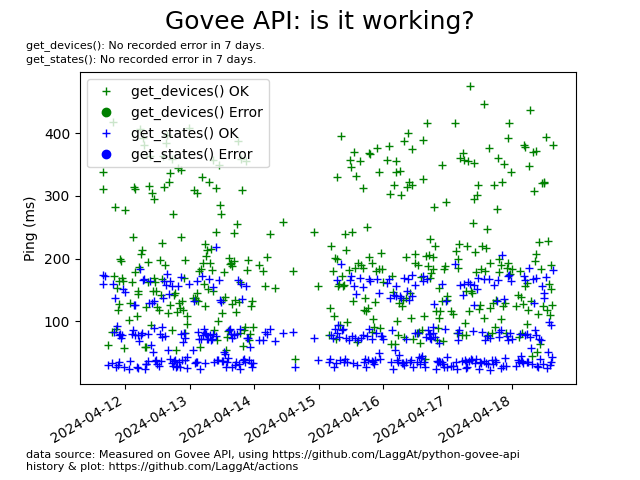 Govee API: is it working?
get_devices(): No recorded error in 7 days.
get_states(): No recorded error in 7 days.
get_devices() OK
get_devices() Error
get_states() OK
get_states() Error
Ping (ms)
400
300
200
100
2024-04-12
2024-04-13
2024-04-14
2024-04-15
2024-04-16
2024-04-17
2024-04-18
data source: Measured on Govee API, using https://github.com/LaggAt/python-govee-api
history & plot: https://github.com/LaggAt/actions